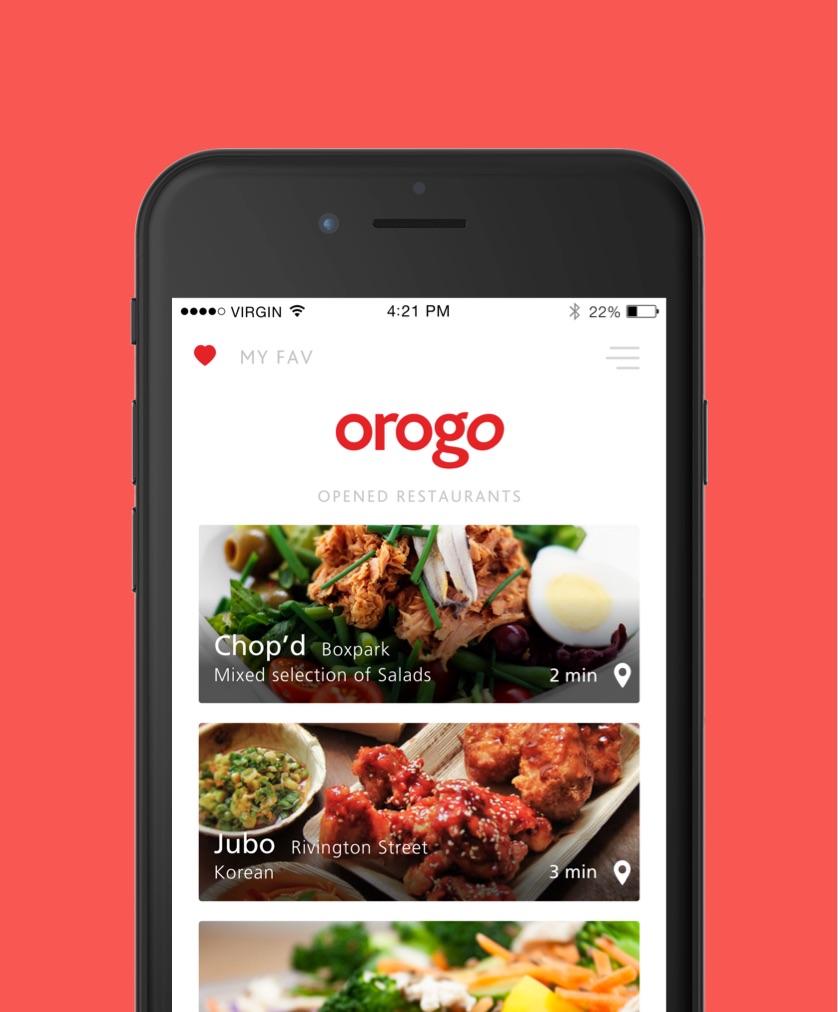 VIRGIN 4:21 PM 22%
MY FAV
orogo
OPENED RESTAURANTS
Chop’d Boxpark
Mixed selection of Salads 2 min
Jubo Rivington Street
Korean 3 min